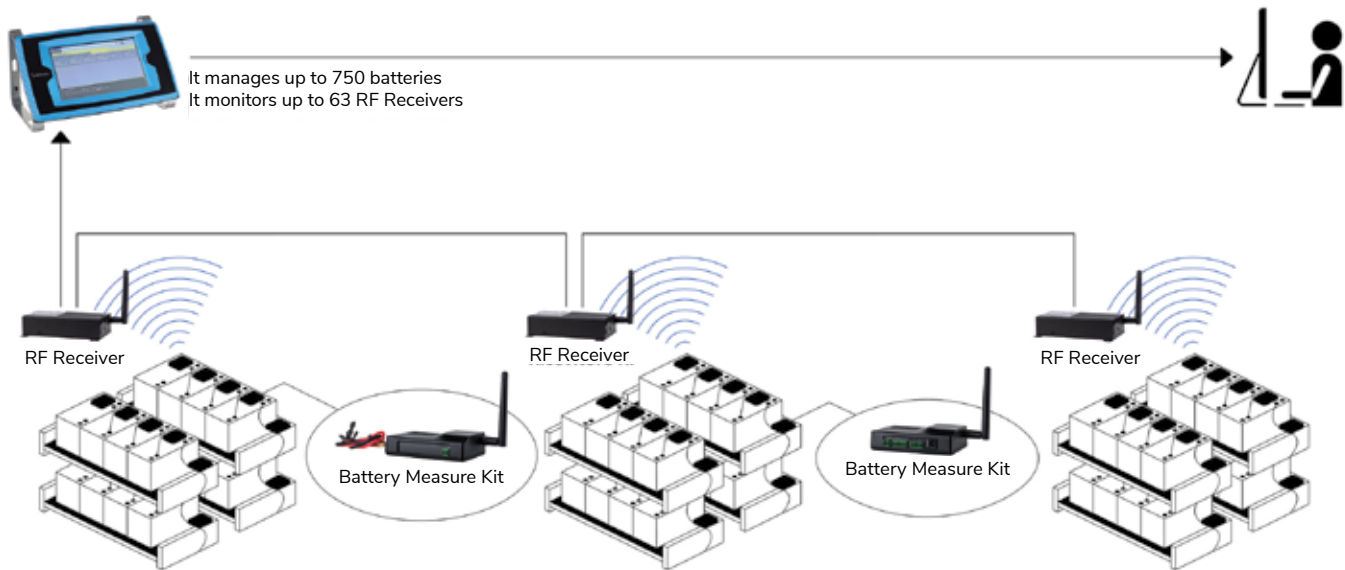 It manages up to 750 batteries
It monitors up to 63 RF Receivers
RF Receiver
RF Receiver
RF Receiver
Battery Measure Kit
Battery Measure Kit